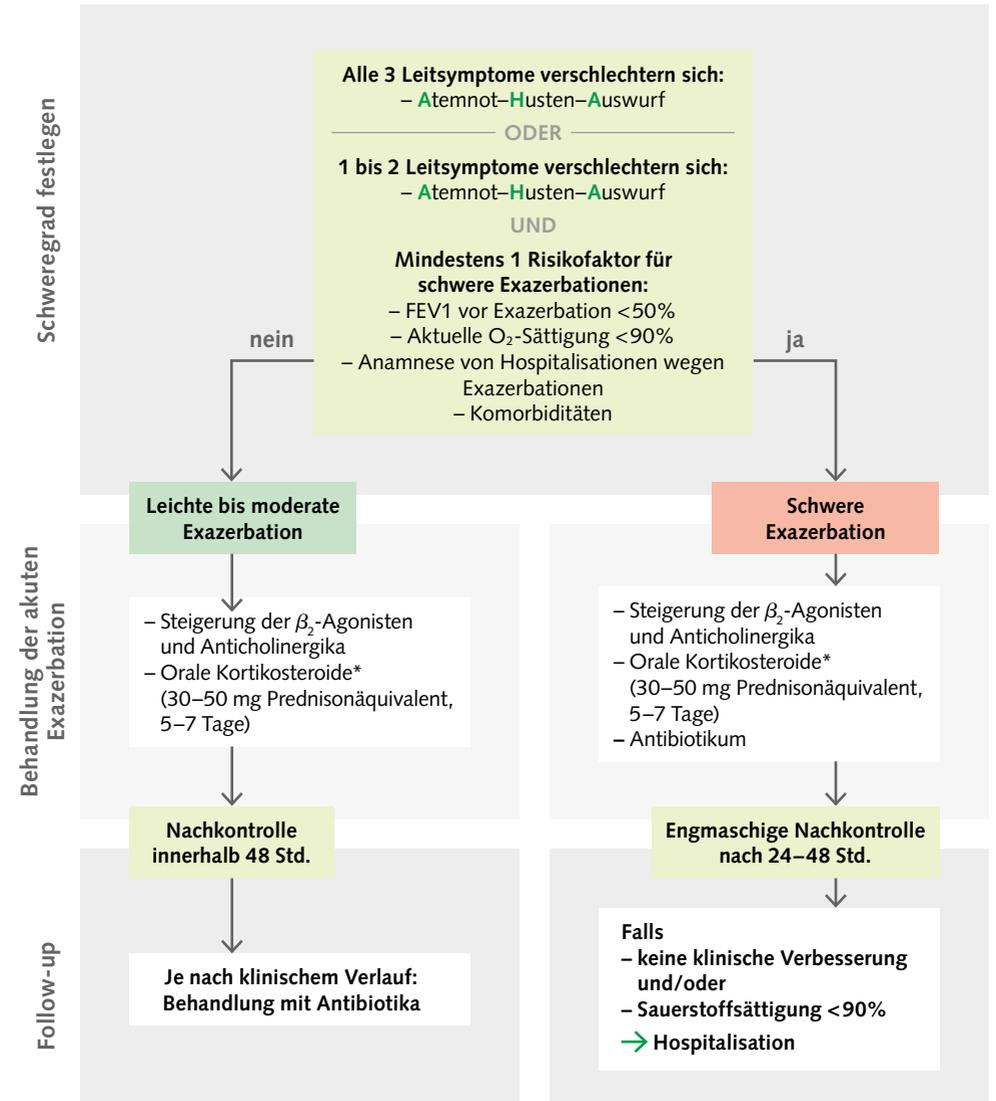 Schweregrad festlegen
Alle 3 Leitsymptome verschlechtern sich:
– Atemnot–Husten–Auswurf
ODER
1 bis 2 Leitsymptome verschlechtern sich:
– Atemnot–Husten–Auswurf
UND
Mindestens 1 Risikofaktor für
schwere Exazerbationen:
– FEV1 vor Exazerbation <50%
– Aktuelle O₂-Sättigung <90%
– Anamnese von Hospitalisationen wegen
Exazerbationen
– Komorbiditäten
nein
ja
Leichte bis moderate
Exazerbation
Schwere
Exazerbation
Behandlung der akuten
Exazerbation
– Steigerung der β₂-Agonisten
und Anticholinergika
– Orale Kortikosteroide*
(30–50 mg Prednisonäquivalent,
5–7 Tage)
– Steigerung der β₂-Agonisten
und Anticholinergika
– Orale Kortikosteroide*
(30–50 mg Prednisonäquivalent,
5–7 Tage)
– Antibiotikum
Nachkontrolle
innerhalb 48 Std.
Engmaschige Nachkontrolle
nach 24–48 Std.
Follow-up
Je nach klinischem Verlauf:
Behandlung mit Antibiotika
Falls
– keine klinische Verbesserung
und/oder
– Sauerstoffsättigung <90%
→ Hospitalisation